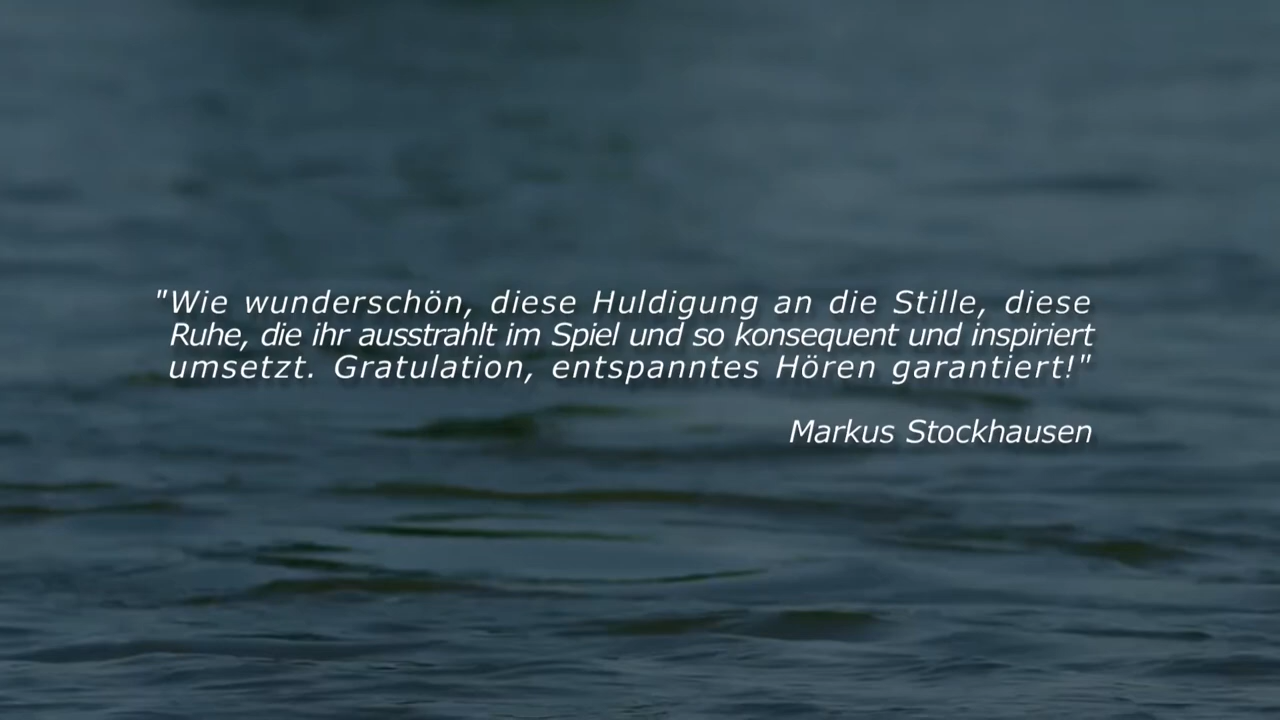 "Wie wunderschön, diese Huldigung an die Stille, diese
Ruhe, die ihr ausstrahlt im Spiel und so konsequent und inspiriert
umsetzt. Gratulation, entspanntes Hören garantiert!"
Markus Stockhausen